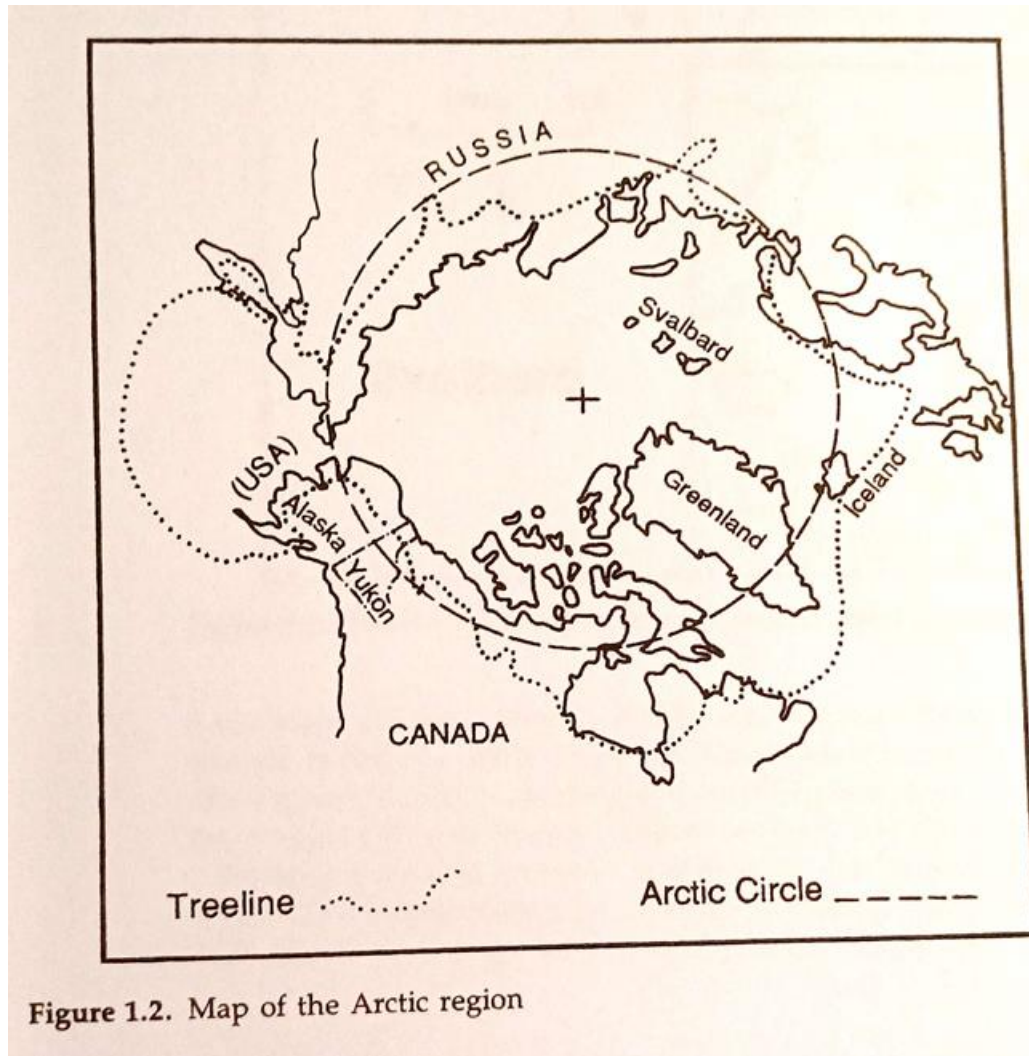 RUSSIA
Svalbard
(USA)
Alaska
Yukon
Greenland
Iceland
CANADA
Treeline
Arctic Circle
Figure 1.2. Map of the Arctic region